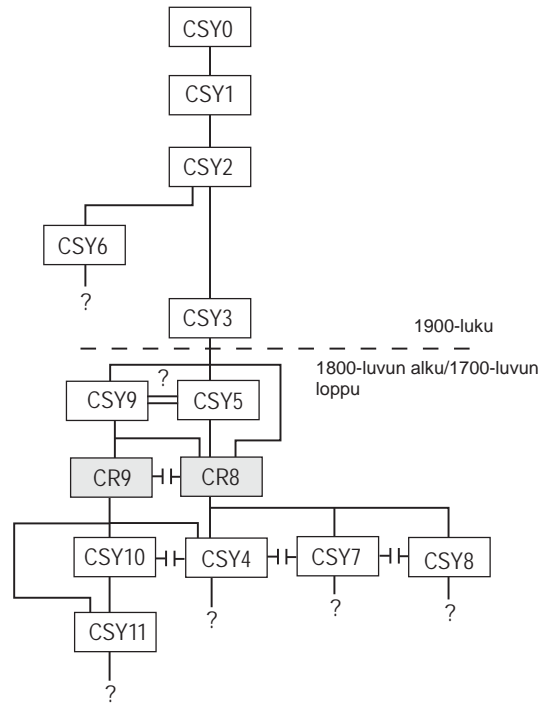 CSY0
CSY1
CSY2
CSY6
?
CSY3
1900-luku
1800-luvun alku/1700-luvun
loppu
?
CSY9
CSY5
CR9
CR8
CSY10
CSY4
CSY7
CSY8
?
?
?
CSY11
?